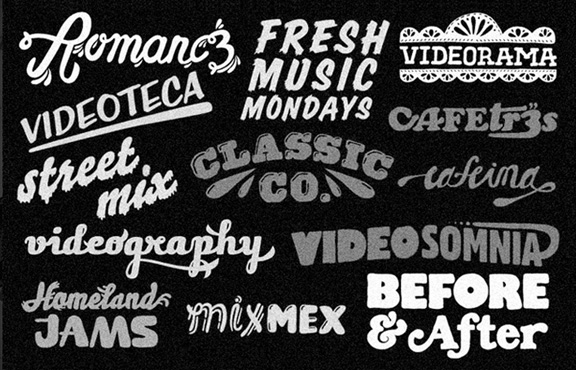 Romanc3
FRESH
MUSIC
MONDAYS
VIDEORAMA
VIDEOTECA
CAFEtr3s
street
mix
CLASSIC
CO.
cafeina
videography
VIDEOSOMNIA
Homeland
JAMS
mixMEX
BEFORE
& After